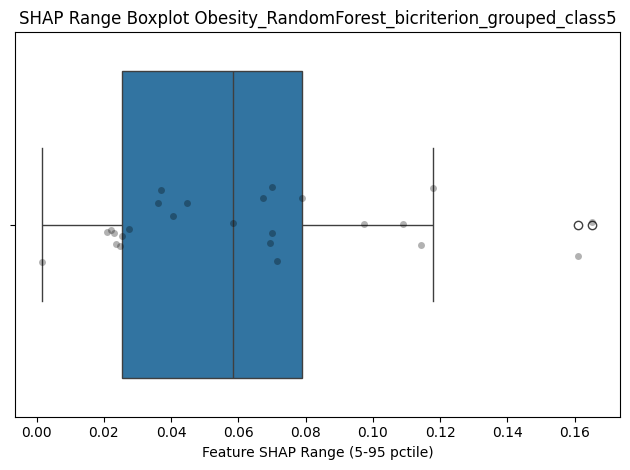 SHAP Range Boxplot Obesity_RandomForest_bicriterion_grouped_class5
0.00 0.02 0.04 0.06 0.08 0.10 0.12 0.14 0.16
Feature SHAP Range (5-95 pctile)